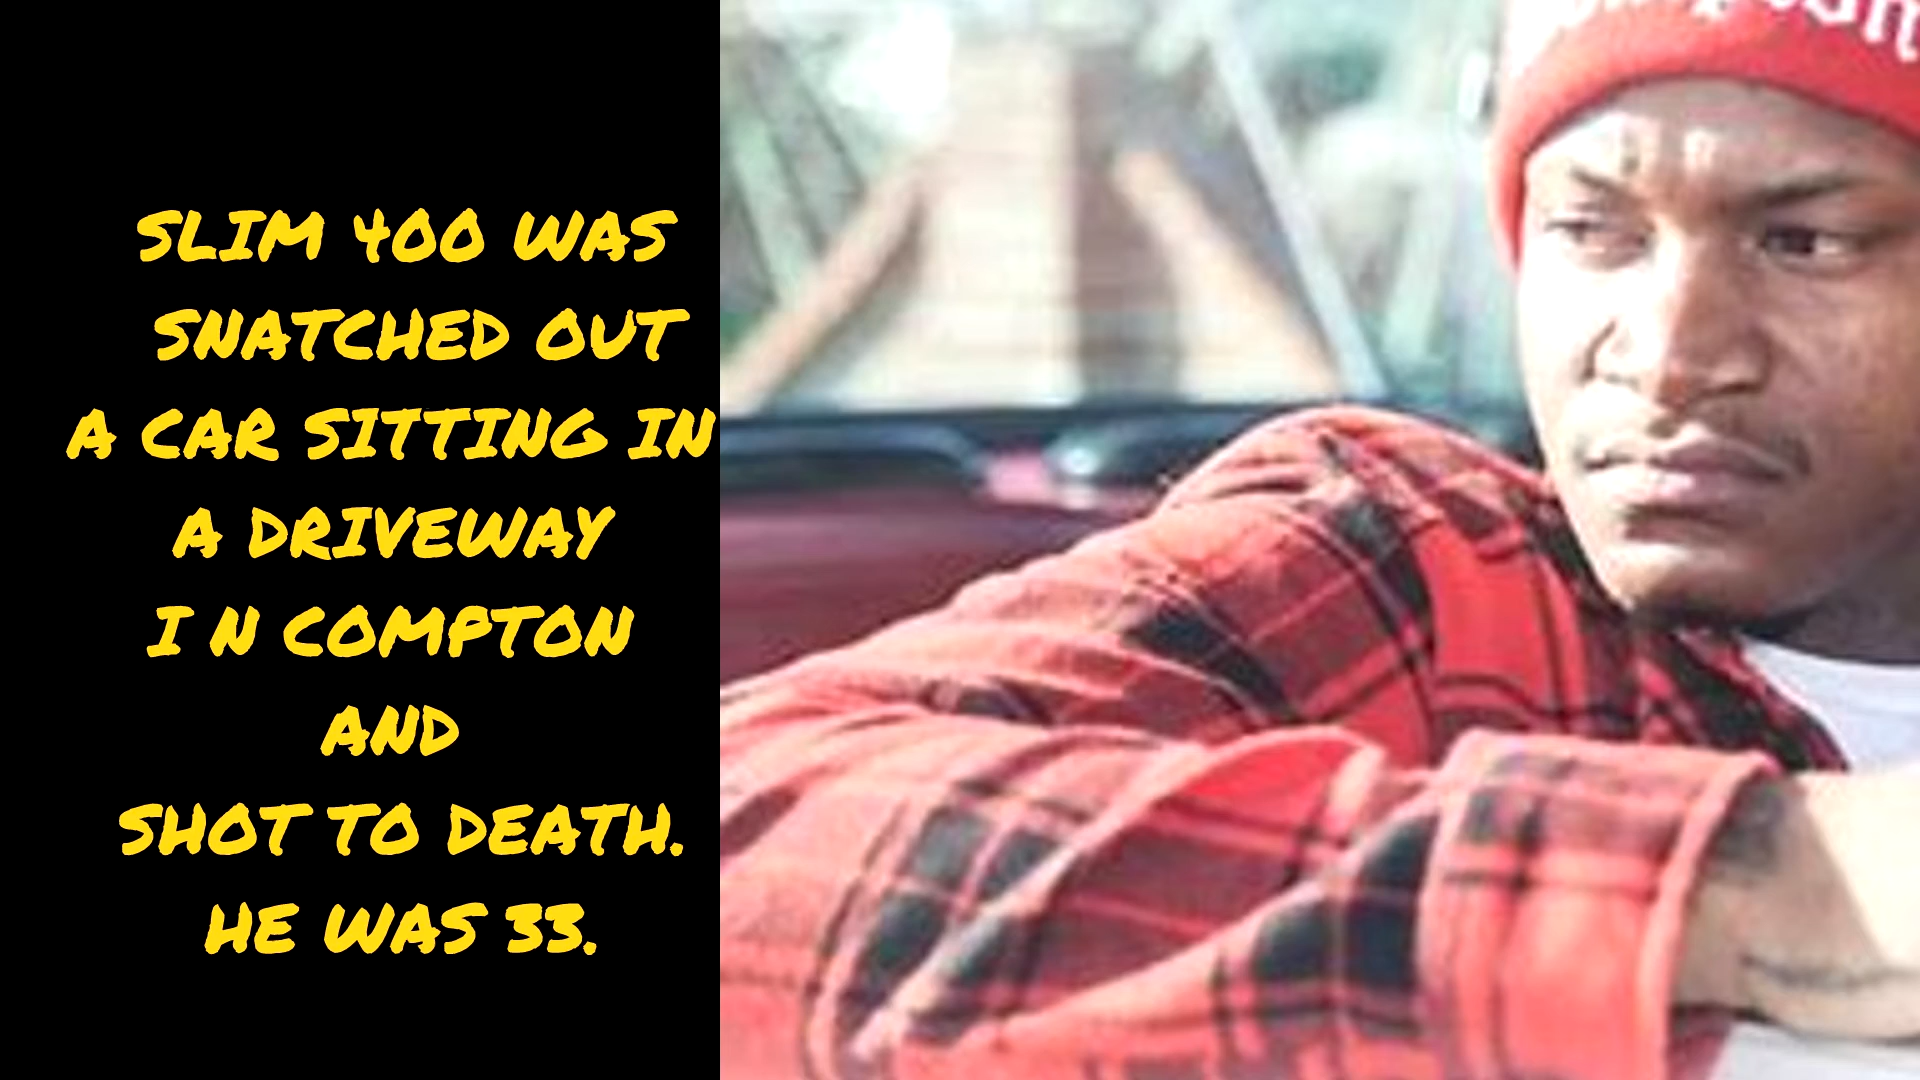 SLIM 400 WAS
SNATCHED OUT
A CAR SITTING IN
A DRIVEWAY
I N COMPTON
AND
SHOT TO DEATH.
HE WAS 33.